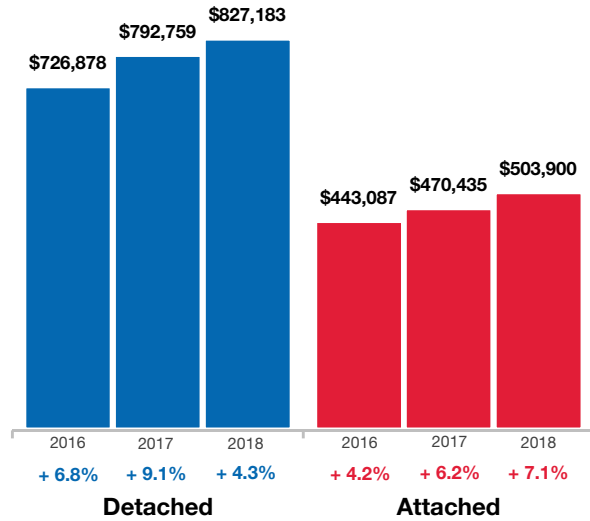 $726,878
$792,759
$827,183
$443,087
$470,435
$503,900
2016 2017 2018 2016 2017 2018
+ 6.8% + 9.1% + 4.3% + 4.2% + 6.2% + 7.1%
Detached Attached